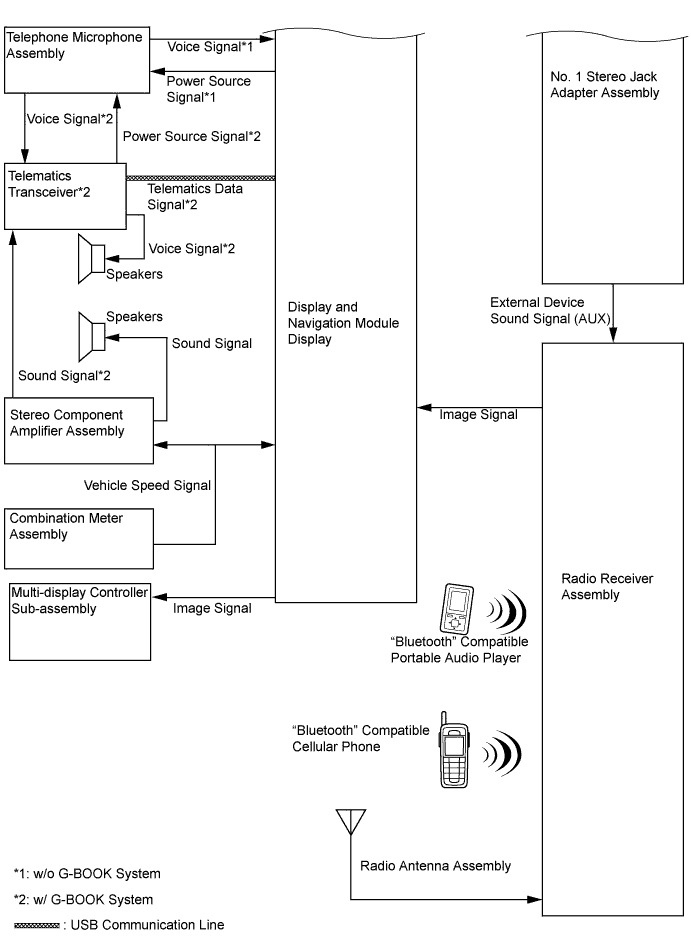 Telephone Microphone
Assembly
Voice Signal*1
Power Source
Signal*1
No. 1 Stereo Jack
Adapter Assembly
Voice Signal*2
Power Source Signal*2
Telematics
Transceiver*2
Telematics Data
Signal*2
Voice Signal*2
Speakers
Speakers
Sound Signal
Sound Signal*2
Display and
Navigation Module
Display
External Device
Sound Signal (AUX)
Stereo Component
Amplifier Assembly
Image Signal
Vehicle Speed Signal
Combination Meter
Assembly
Multi-display Controller
Sub-assembly
Image Signal
Radio Receiver
Assembly
“Bluetooth” Compatible
Portable Audio Player
“Bluetooth” Compatible
Cellular Phone
Radio Antenna Assembly
*1: w/o G-BOOK System
*2: w/ G-BOOK System
: USB Communication Line